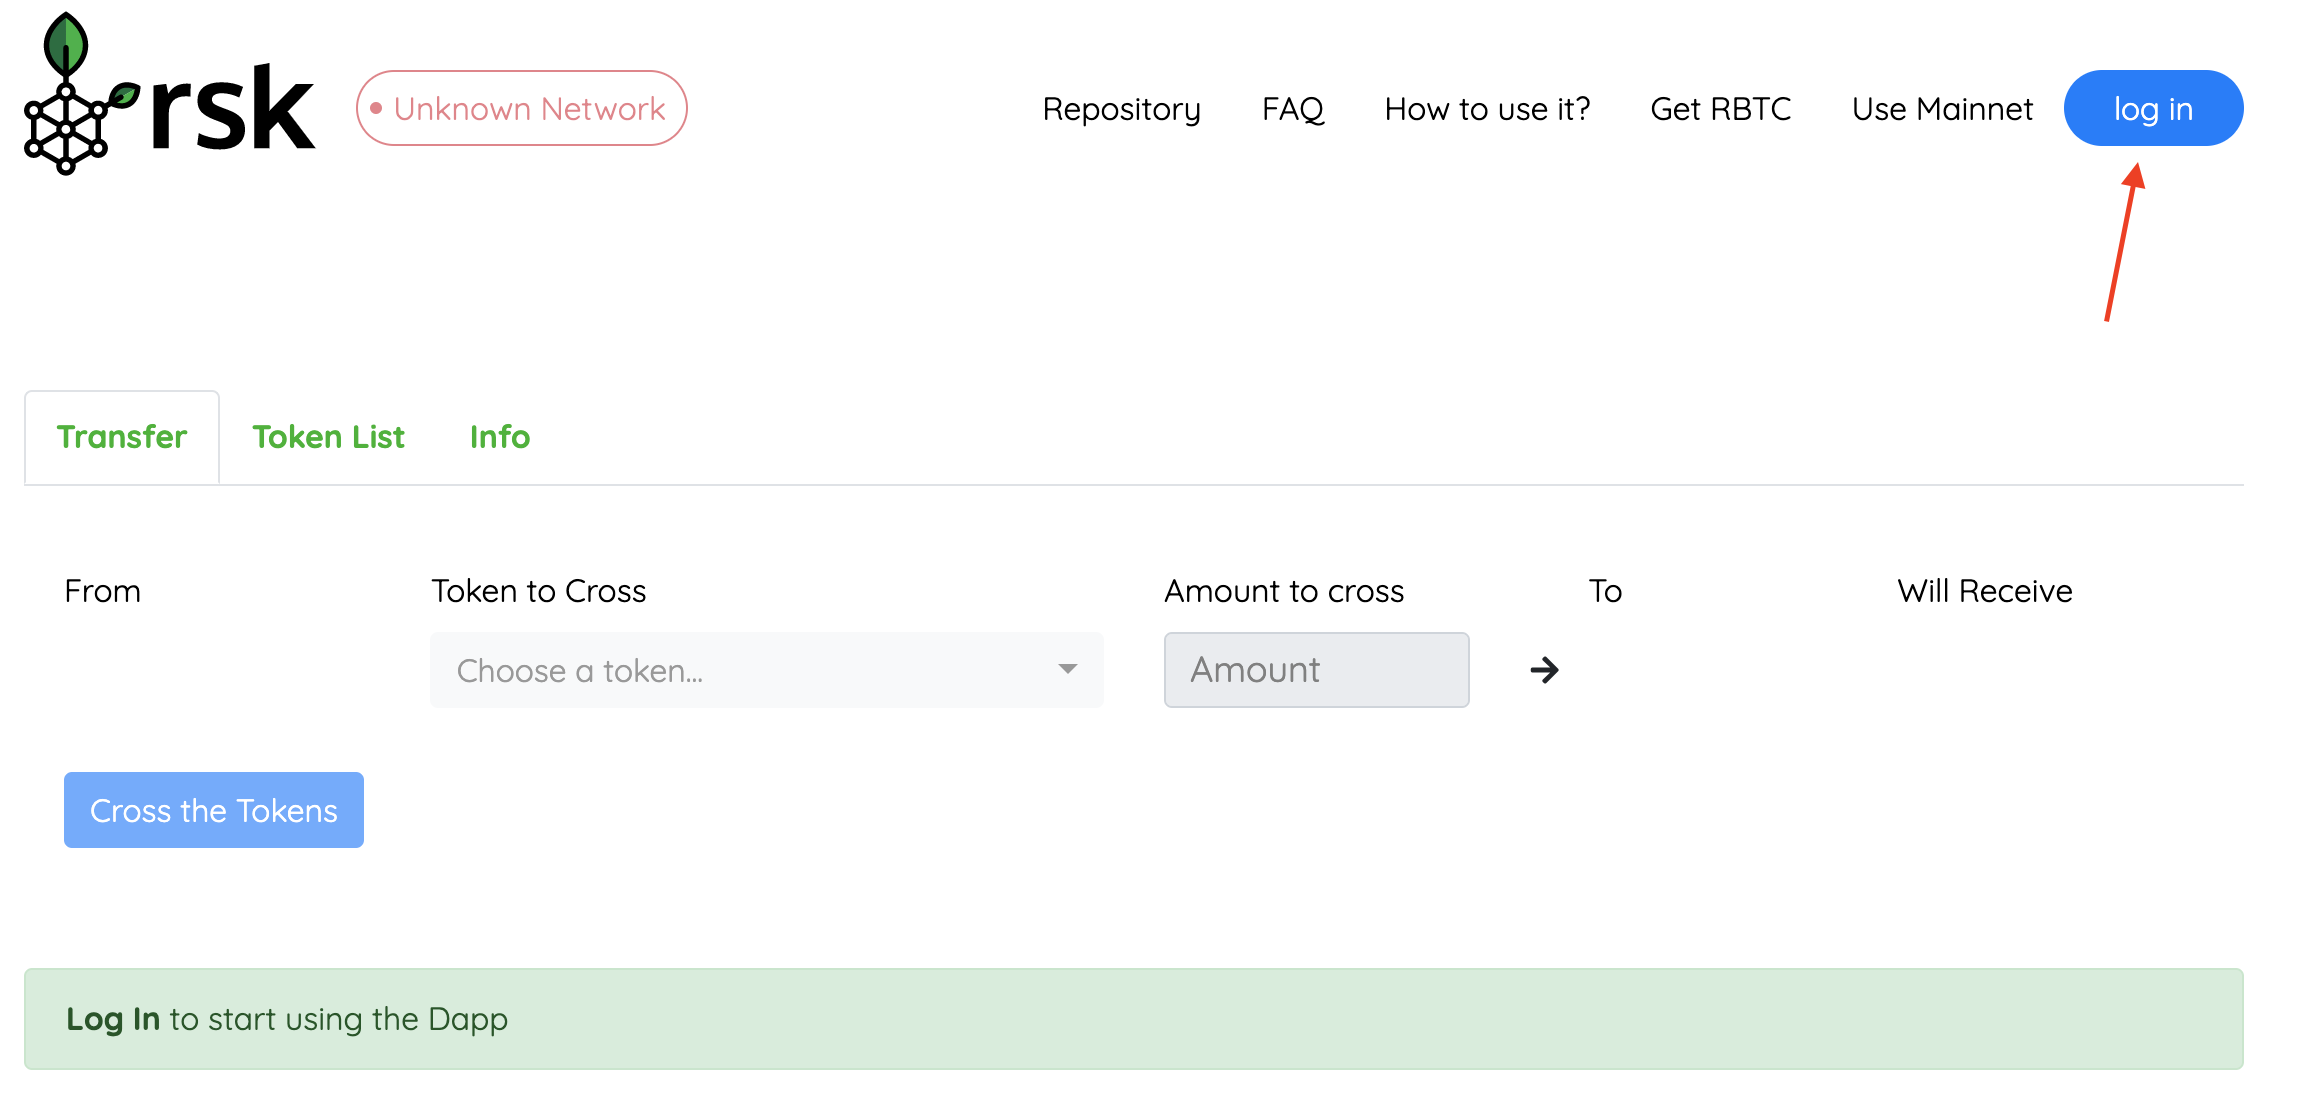 rsk
Unknown Network
Repository FAQ How to use it? Get RBTC Use Mainnet log in
Transfer Token List Info
From Token to Cross Amount to cross To Will Receive
Choose a token... Amount
Cross the Tokens
Log In to start using the Dapp